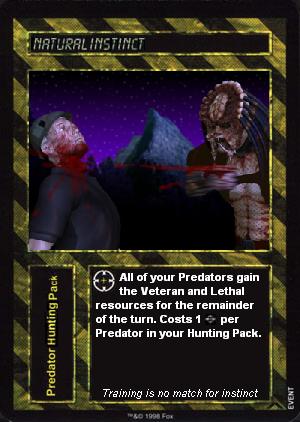 NATURAL INSTINCT
Predator Hunting Pack
All of your Predators gain
the Veteran and Lethal
resources for the remainder
of the turn. Costs 1 per
Predator in your Hunting Pack.
Training is no match for instinct
EVENT
™&© 1998 Fox